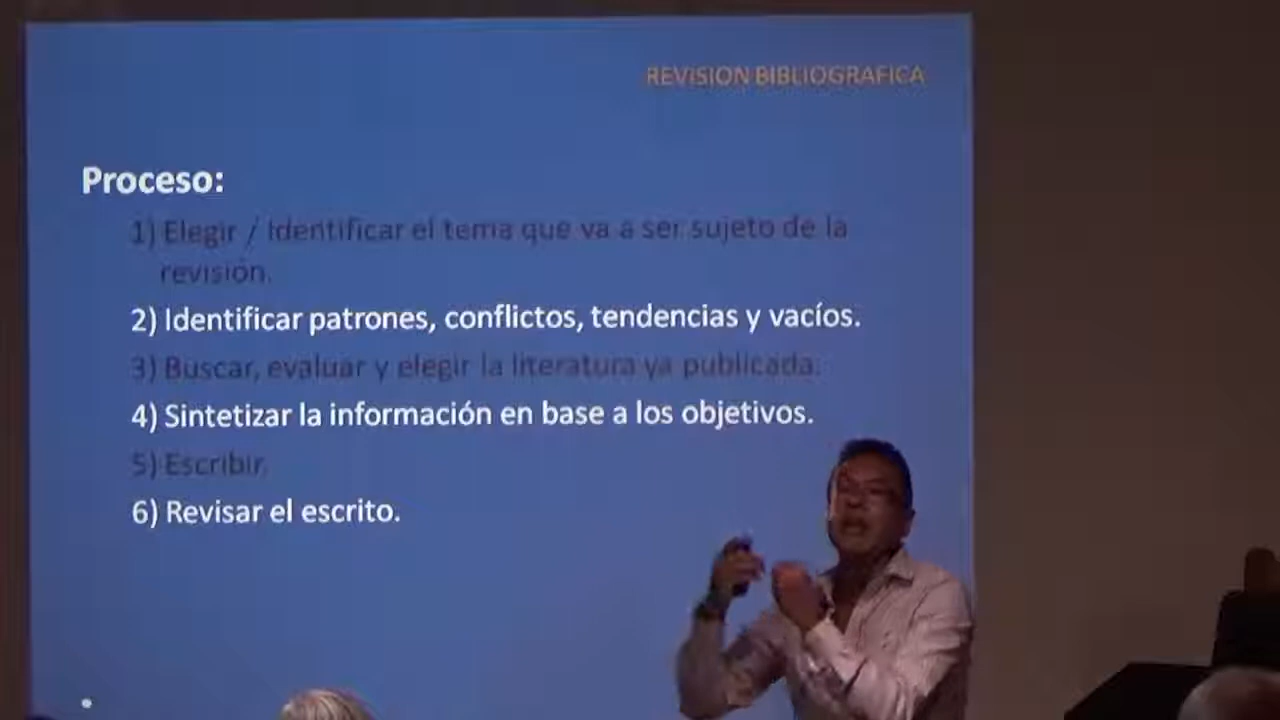 REVISION BIBLIOGRAFICA
Proceso:
1) Elegir / Identificar el tema que va a ser sujeto de la
revisión.
2) Identificar patrones, conflictos, tendencias y vacíos.
3) Buscar, evaluar y elegir la literatura ya publicada.
4) Sintetizar la información en base a los objetivos.
5) Escribir.
6) Revisar el escrito.